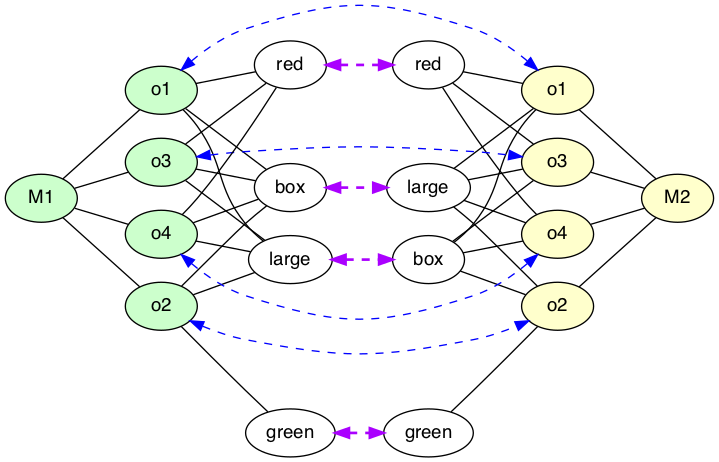 red red
o1 o1
o3 o3
box large
M1 M2
o4 o4
large box
o2 o2
green green